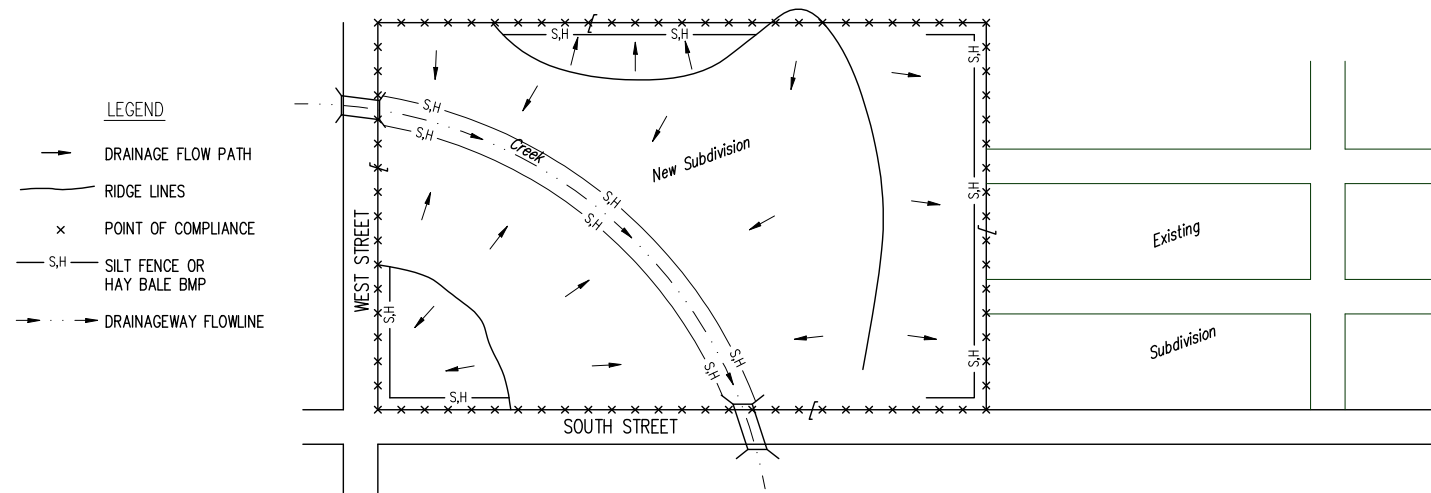 LEGEND
DRAINAGE FLOW PATH
RIDGE LINES
POINT OF COMPLIANCE
S,H
SILT FENCE OR
HAY BALE BMP
DRAINAGEWAY FLOWLINE
S,H
S,H
S,H
S,H
S,H
Creek
New Subdivision
S,H
S,H
S,H
WEST STREET
S,H
S,H
S,H
S,H
S,H
S,H
SOUTH STREET
Existing
Subdivision